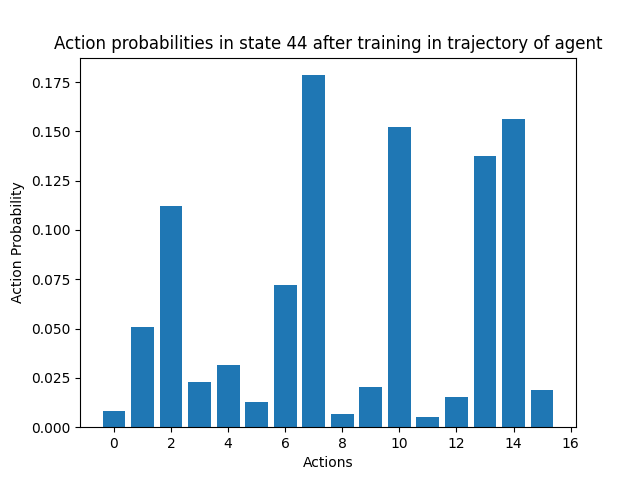 Action probabilities in state 44 after training in trajectory of agent
0.175
0.150
0.125
0.100
0.075
0.050
0.025
0.000
Action Probability
0 2 4 6 8 10 12 14 16
Actions